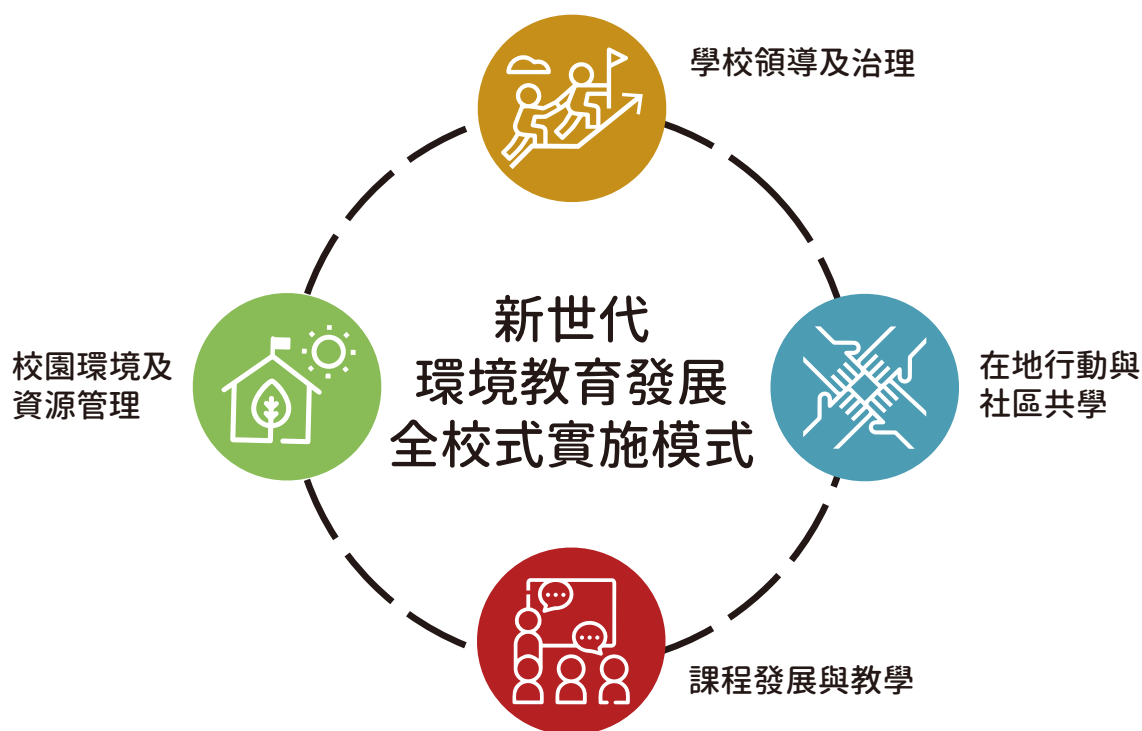 學校領導及治理
新世代
環境教育發展
全校式實施模式
校園環境及
資源管理
在地行動與
社區共學
課程發展與教學